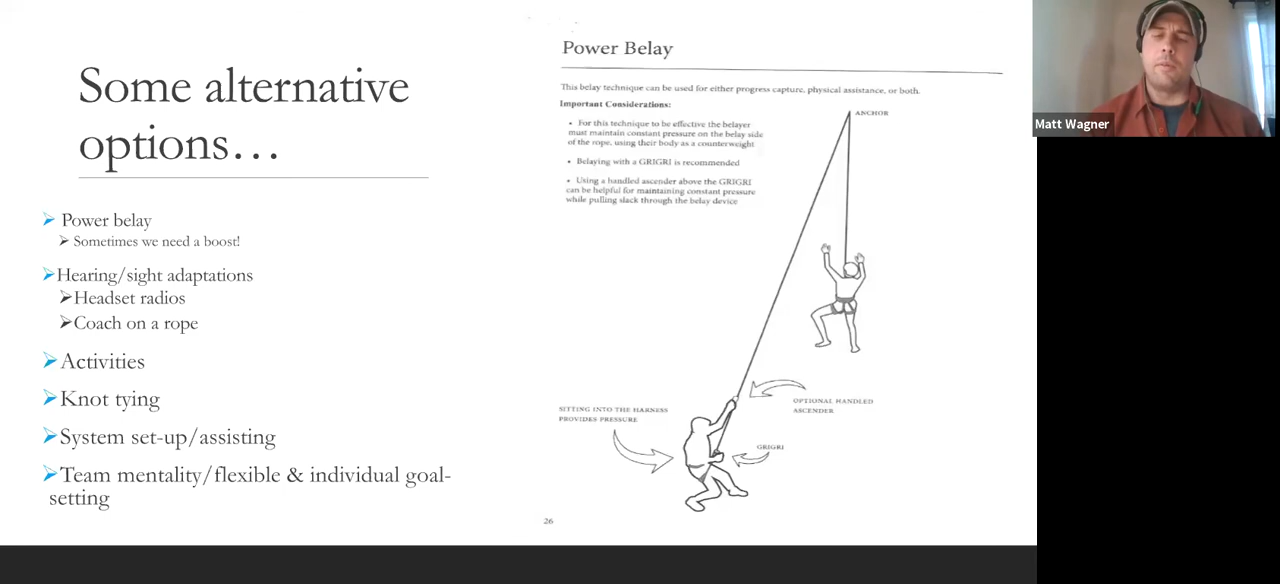 Some alternative
options…
➢ Power belay
➢ Sometimes we need a boost!
➢Hearing/sight adaptations
➢Headset radios
➢Coach on a rope
➢Activities
➢Knot tying
➢System set-up/assisting
➢Team mentality/flexible & individual goal-
setting
Power Belay
This belay technique can be used for either progress capture, physical assistance, or both.
Important Considerations:
• For this technique to be effective the belayer
must maintain constant pressure on the belay side
of the rope, using their body as a counterweight
• Belaying with a GRIGRI is recommended
• Using a handled ascender above the GRIGRI
can be helpful for maintaining constant pressure
while pulling slack through the belay device
ANCHOR
OPTIONAL HANDLED
ASCENDER
SITTING INTO THE HARNESS
PROVIDES PRESSURE
GRIGRI
26
Matt Wagner